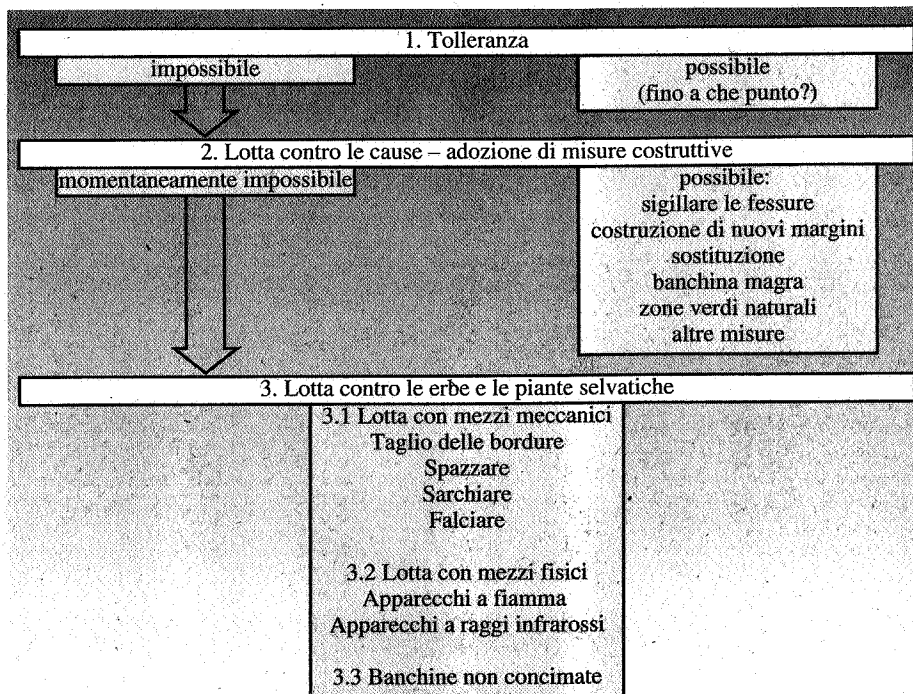 1. Tolleranza
impossibile
possibile
(fino a che punto?)
2. Lotta contro le cause – adozione di misure costruttive
momentaneamente impossibile
possibile:
sigillare le fessure
costruzione di nuovi margini
sostituzione
banchina magra
zone verdi naturali
altre misure
3. Lotta contro le erbe e le piante selvatiche
3.1 Lotta con mezzi meccanici
Taglio delle bordure
Spazzare
Sarchiare
Falciare
3.2 Lotta con mezzi fisici
Apparecchi a fiamma
Apparecchi a raggi infrarossi
3.3 Banchine non concimate